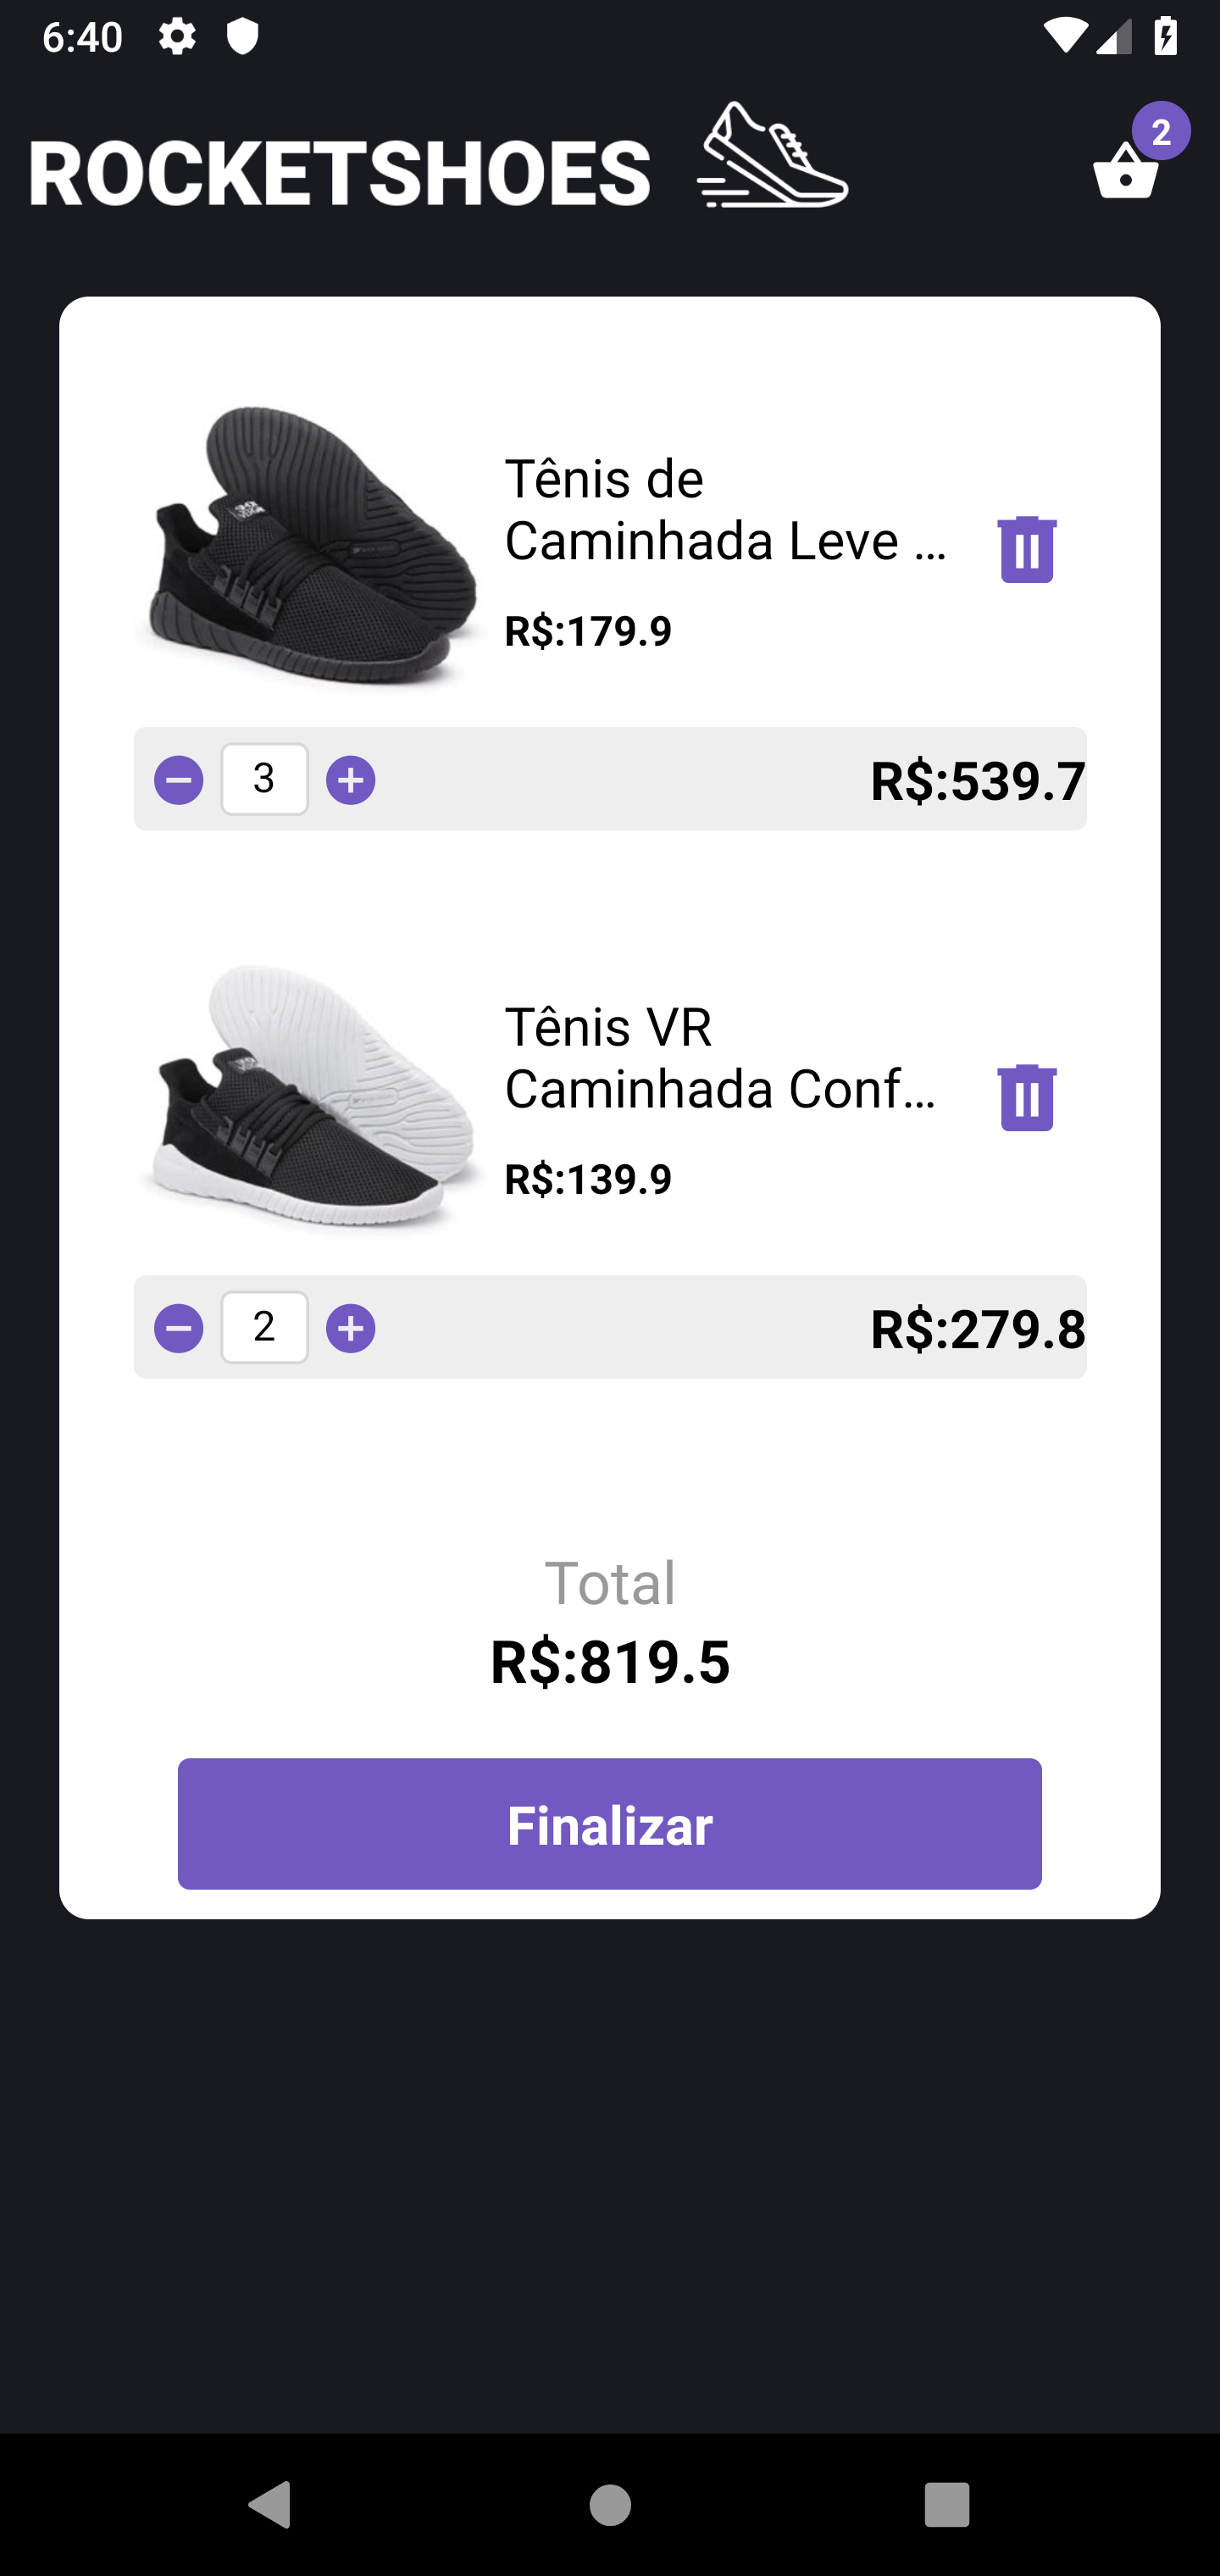 6:40
ROCKETSHOES
2
Tênis de
Caminhada Leve ...
R$:179.9
3
R$:539.7
Tênis VR
Caminhada Conf...
R$:139.9
2
R$:279.8
Total
R$:819.5
Finalizar